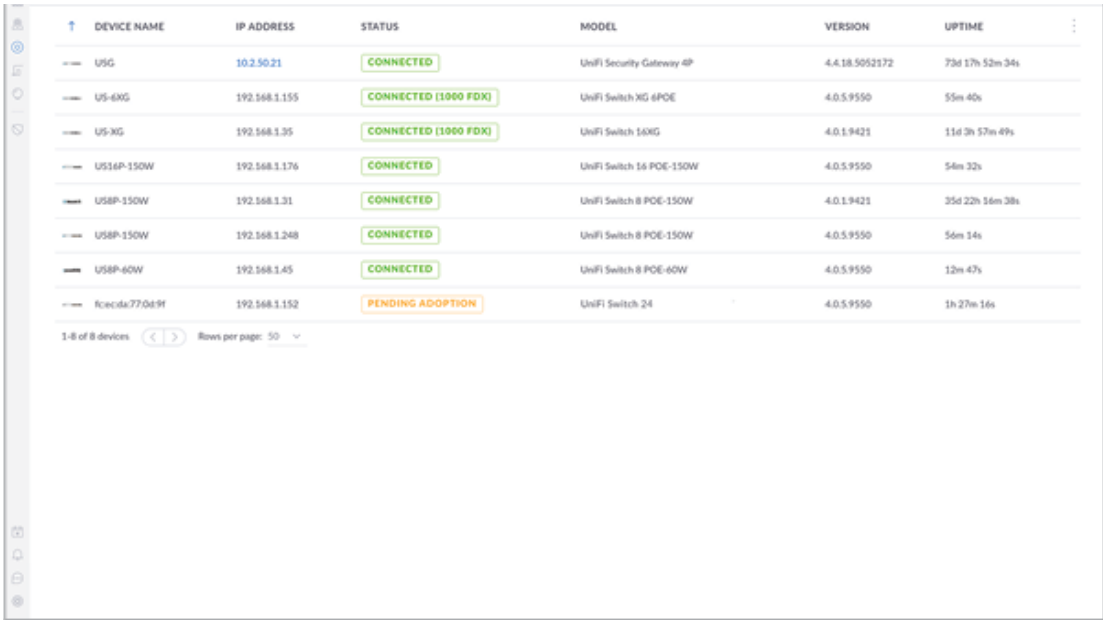 DEVICE NAME IP ADDRESS STATUS MODEL VERSION UPTIME
USG 10.2.50.21 CONNECTED UniFi Security Gateway 4P 4.4.18.5052172 73d 17h 52m 34s
US-6XG 192.168.1.155 CONNECTED (1000 FDX) UniFi Switch XG 6POE 4.0.5.9550 55m 40s
US-XG 192.168.1.35 CONNECTED (1000 FDX) UniFi Switch 16XG 4.0.1.9421 11d 3h 57m 49s
US16P-150W 192.168.1.176 CONNECTED UniFi Switch 16 POE-150W 4.0.5.9550 54m 32s
US8P-150W 192.168.1.31 CONNECTED UniFi Switch 8 POE-150W 4.0.1.9421 35d 22h 16m 38s
US8P-150W 192.168.1.248 CONNECTED UniFi Switch 8 POE-150W 4.0.5.9550 56m 14s
US8P-60W 192.168.1.45 CONNECTED UniFi Switch 8 POE-60W 4.0.5.9550 12m 47s
fc:ec:da:77:0d:9f 192.168.1.152 PENDING ADOPTION UniFi Switch 24 4.0.5.9550 1h 27m 16s
1-8 of 8 devices Rows per page: 50